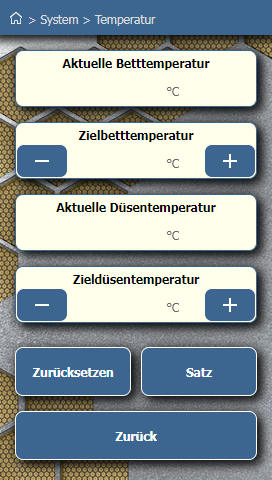 > System > Temperatur
Aktuelle Betttemperatur
°C
Zielbetttemperatur
− °C +
Aktuelle Düsentemperatur
°C
Zieldüsentemperatur
− °C +
Zurücksetzen Satz
Zurück